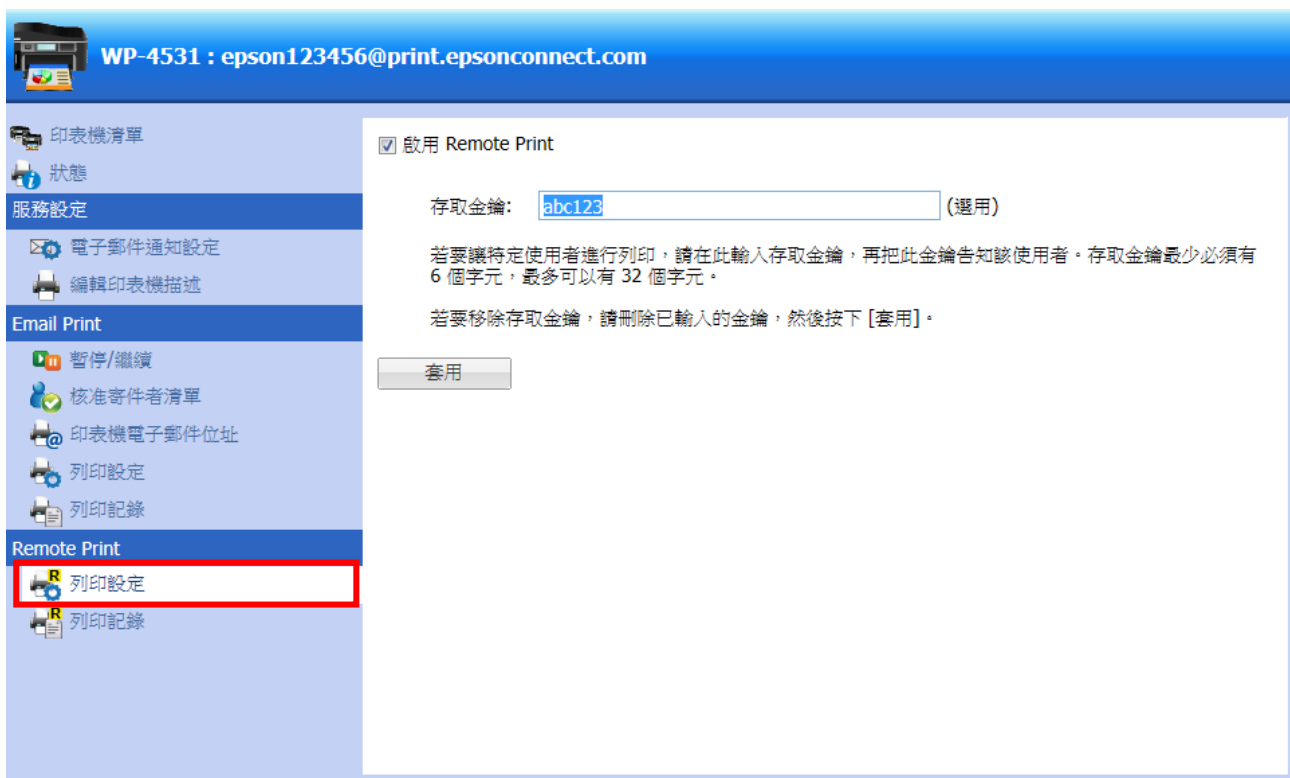 WP-4531 : epson123456@print.epsonconnect.com
印表機清單
狀態
服務設定
電子郵件通知設定
編輯印表機描述
Email Print
暫停/繼續
核准寄件者清單
印表機電子郵件位址
列印設定
列印記錄
Remote Print
R 列印設定
R 列印記錄
啟用 Remote Print
存取金鑰: abc123 (選用)
若要讓特定使用者進行列印，請在此輸入存取金鑰，再把此金鑰告知該使用者。存取金鑰最少必須有
6 個字元，最多可以有 32 個字元。
若要移除存取金鑰，請刪除已輸入的金鑰，然後按下 [套用]。
套用